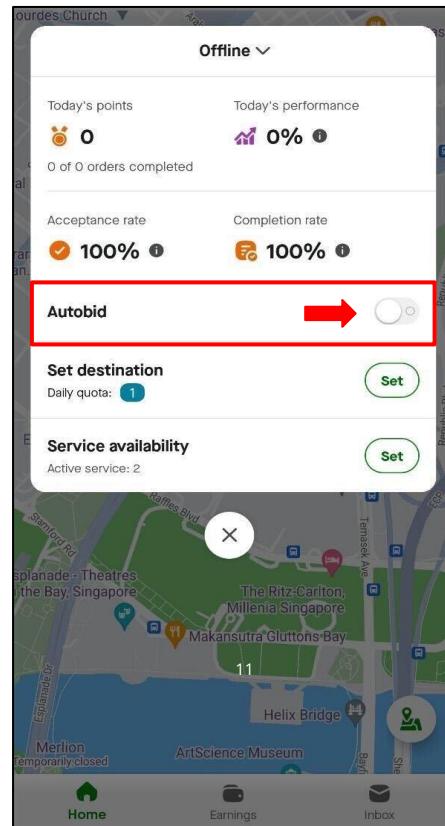 ourdes Church
Offline
Today's points
Today's performance
0
0%
0 of 0 orders completed
Acceptance rate
Completion rate
100%
100%
Autobid
Set destination
Set
Daily quota: 1
Service availability
Set
Active service: 2
Raffles Blvd
Stamford Rd
Temasek Ave
splanade - Theatres
the Bay, Singapore
The Ritz-Carlton,
Millenia Singapore
Makansutra Gluttons Bay
11
Esplanade Dr
Helix Bridge
Merlion
Temporarily closed
ArtScience Museum
Bayf
She
Home
Earnings
Inbox